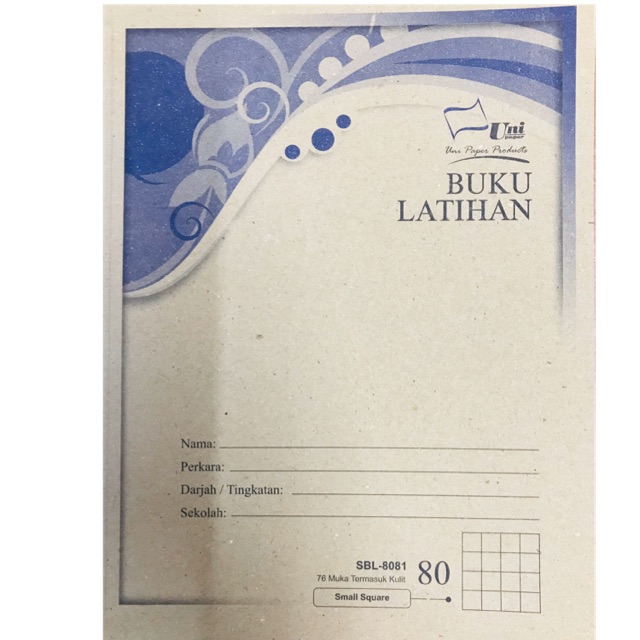 Uni
paper
Uni Paper Products
BUKU
LATIHAN
Nama:
Perkara:
Darjah / Tingkatan:
Sekolah:
SBL-8081
76 Muka Termasuk Kulit
80
Small Square